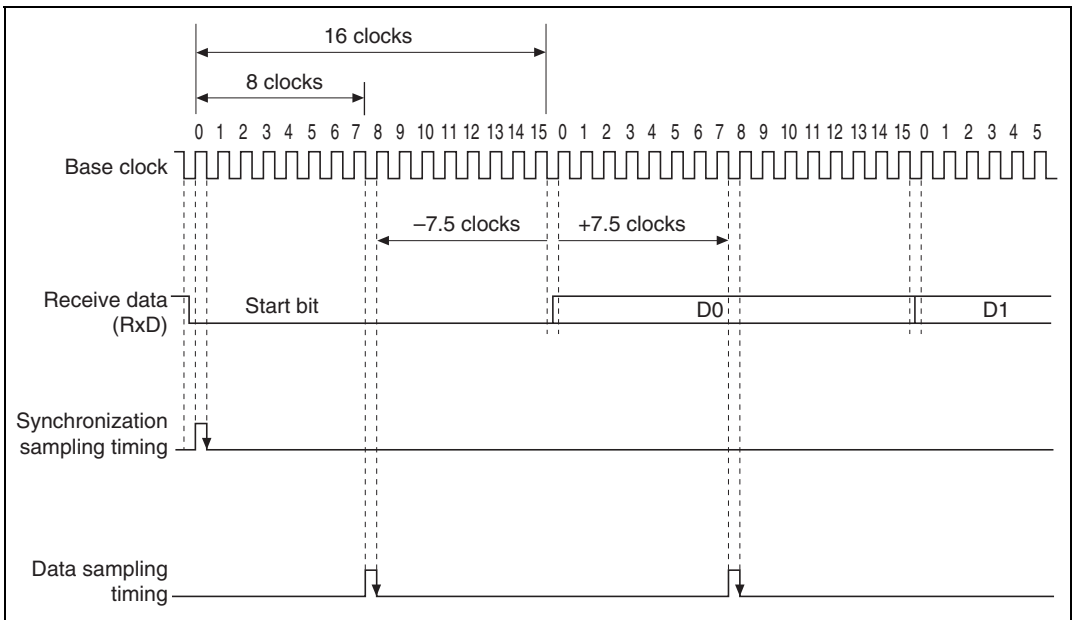 16 clocks
8 clocks
0 1 2 3 4 5 6 7 8 9 10 11 12 13 14 15 0 1 2 3 4 5 6 7 8 9 10 11 12 13 14 15 0 1 2 3 4 5
Base clock
–7.5 clocks +7.5 clocks
Receive data
(RxD)
Start bit D0 D1
Synchronization
sampling timing
Data sampling
timing